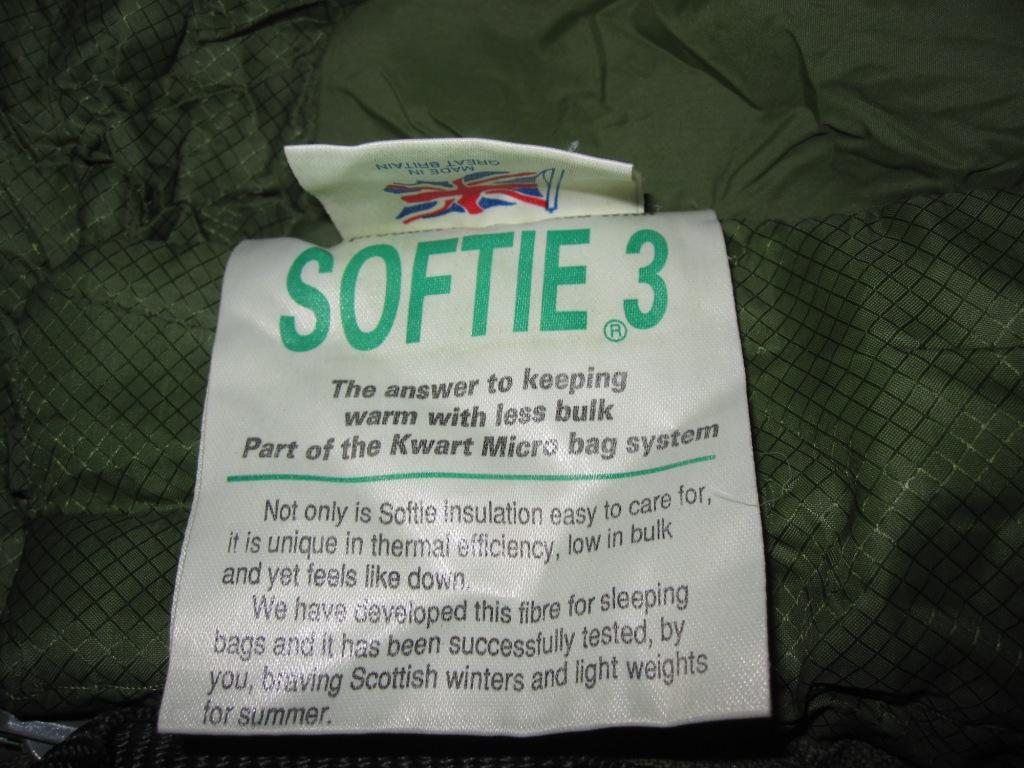 MADE IN
GREAT BRITAIN
SOFTIE ® 3
The answer to keeping
warm with less bulk
Part of the Kwart Micro bag system
Not only is Softie insulation easy to care for,
it is unique in thermal efficiency, low in bulk
and yet feels like down.
We have developed this fibre for sleeping
bags and it has been successfully tested, by
you, braving Scottish winters and light weights
for summer.